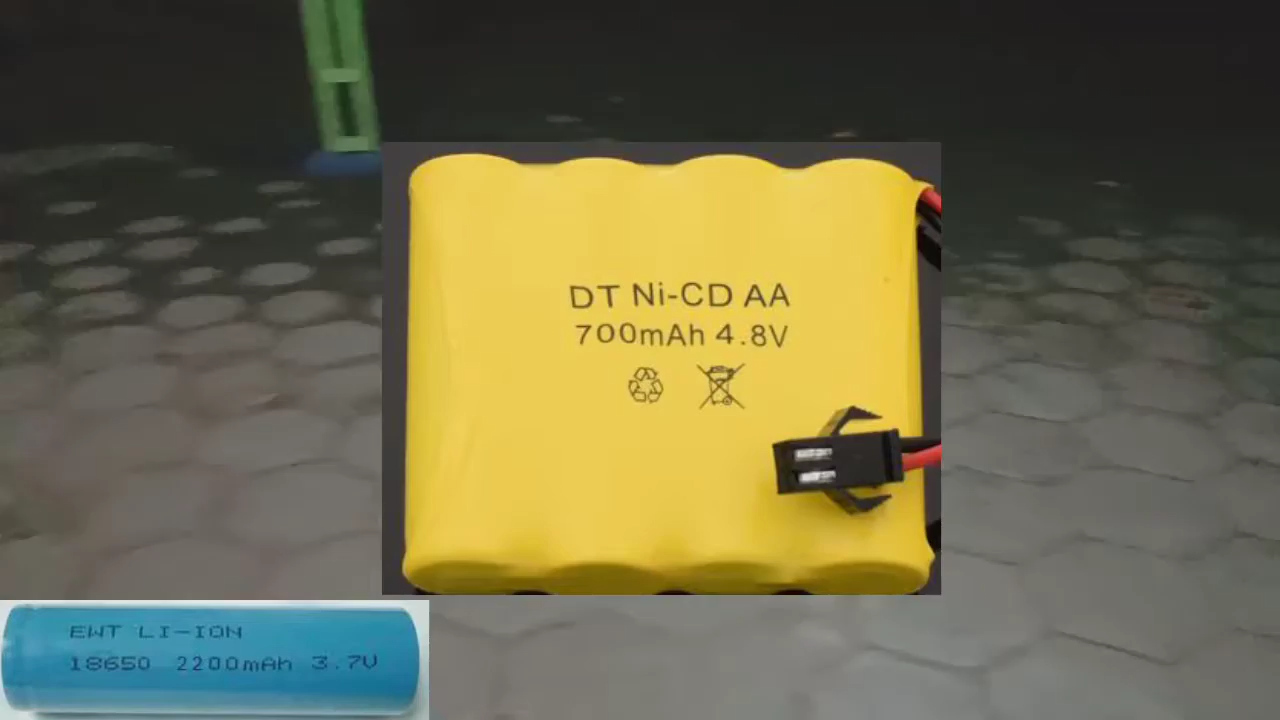 DT Ni-CD AA
700mAh 4.8V
EWT LI-ION
18650 2200mAh 3.7V